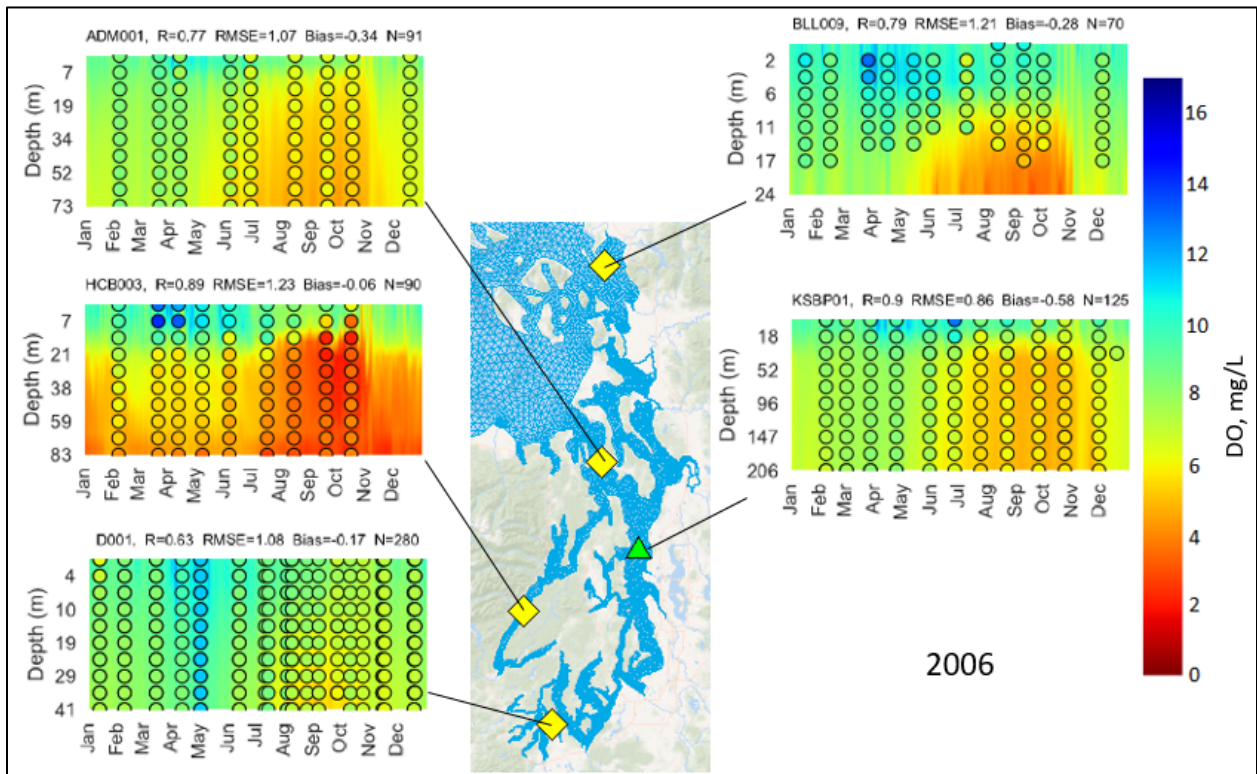 ADM001, R=0.77 RMSE=1.07 Bias=-0.34 N=91
Depth (m)
7
19
34
52
73
Jan Feb Mar Apr May Jun Jul Aug Sep Oct Nov Dec
HCB003, R=0.89 RMSE=1.23 Bias=-0.06 N=90
Depth (m)
7
21
38
59
83
Jan Feb Mar Apr May Jun Jul Aug Sep Oct Nov Dec
D001, R=0.63 RMSE=1.08 Bias=-0.17 N=280
Depth (m)
4
10
19
29
41
Jan Feb Mar Apr May Jun Jul Aug Sep Oct Nov Dec
BLL009, R=0.79 RMSE=1.21 Bias=-0.28 N=70
Depth (m)
2
6
11
17
24
Jan Feb Mar Apr May Jun Jul Aug Sep Oct Nov Dec
KSBP01, R=0.9 RMSE=0.86 Bias=-0.58 N=125
Depth (m)
18
52
96
147
206
Jan Feb Mar Apr May Jun Jul Aug Sep Oct Nov Dec
2006
16
14
12
10
8
6
4
2
0
DO, mg/L